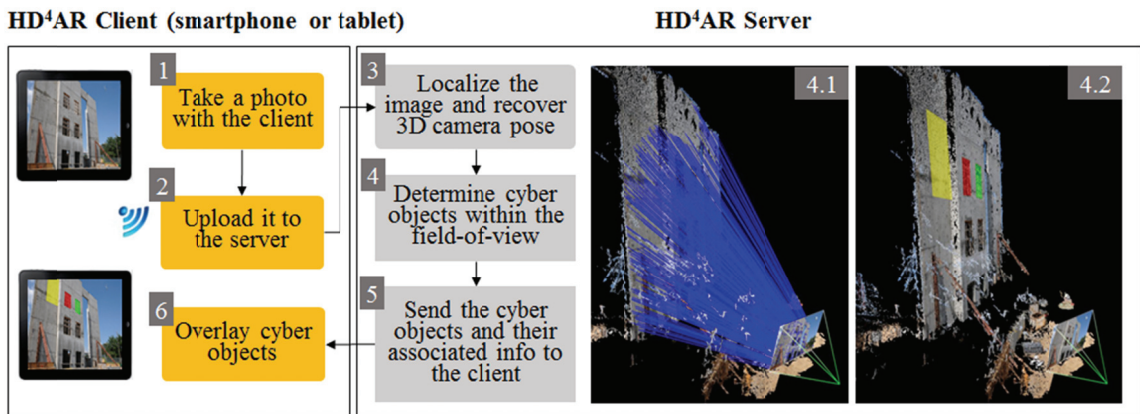 HD⁴AR Client (smartphone or tablet)
HD⁴AR Server
1
Take a photo
with the client
2
Upload it to
the server
3
Localize the
image and recover
3D camera pose
4
Determine cyber
objects within the
field-of-view
5
Send the cyber
objects and their
associated info to
the client
6
Overlay cyber
objects
4.1
4.2